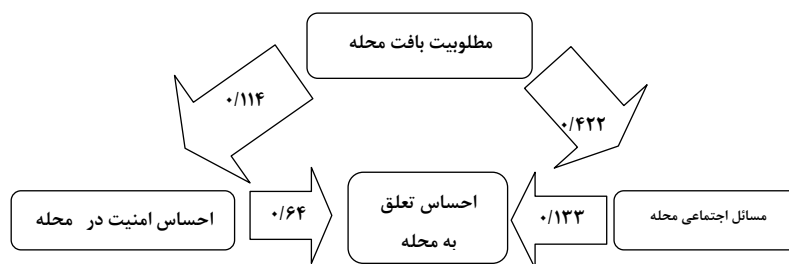 مطلوبیت بافت محله
۰/۱۱۴
۰/۴۲۲
احساس تعلق
به محله
احساس امنیت در محله
مسائل اجتماعی محله
۰/۶۴
۰/۱۳۳